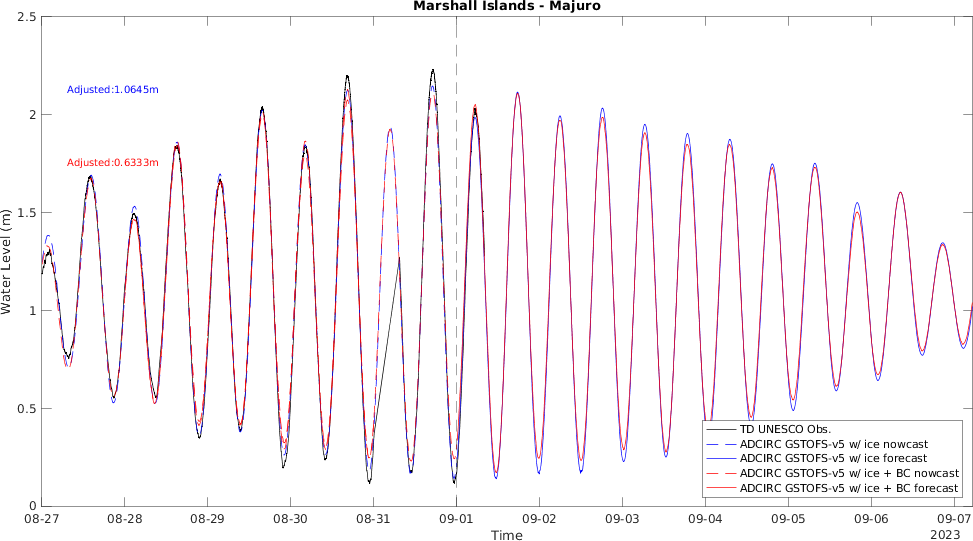 Marshall Islands - Majuro
2.5
Adjusted:1.0645m
2
Adjusted:0.6333m
1.5
Water Level (m)
1
0.5
TD UNESCO Obs.
ADCIRC GSTOFS-v5 w/ ice nowcast
ADCIRC GSTOFS-v5 w/ ice forecast
ADCIRC GSTOFS-v5 w/ ice + BC nowcast
ADCIRC GSTOFS-v5 w/ ice + BC forecast
0
08-27 08-28 08-29 08-30 08-31 09-01 09-02 09-03 09-04 09-05 09-06 09-07
Time 2023